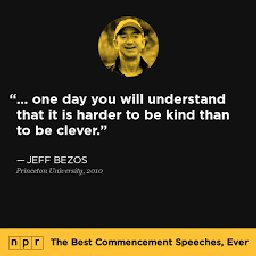 “... one day you will understand
that it is harder to be kind than
to be clever.”
— JEFF BEZOS
Princeton University, 2010
npr The Best Commencement Speeches, Ever